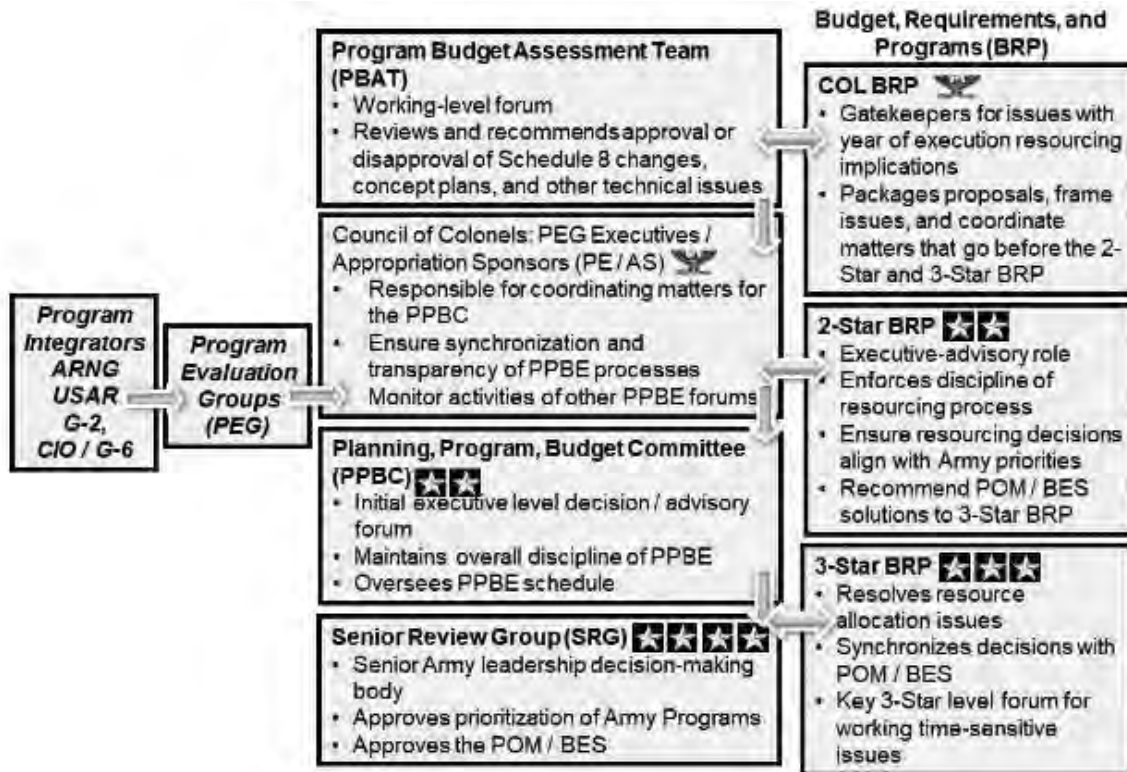 Program
Integrators
ARNG
USAR
G-2,
CIO / G-6
Program
Evaluation
Groups
(PEG)
Program Budget Assessment Team
(PBAT)
• Working-level forum
• Reviews and recommends approval or
disapproval of Schedule 8 changes,
concept plans, and other technical issues
Council of Colonels: PEG Executives /
Appropriation Sponsors (PE / AS)
• Responsible for coordinating matters for
the PPBC
• Ensure synchronization and
transparency of PPBE processes
• Monitor activities of other PPBE forums
Planning, Program, Budget Committee
(PPBC)
• Initial executive level decision / advisory
forum
• Maintains overall discipline of PPBE
• Oversees PPBE schedule
Senior Review Group (SRG)
• Senior Army leadership decision-making
body
• Approves prioritization of Army Programs
• Approves the POM / BES
Budget, Requirements, and
Programs (BRP)
COL BRP
• Gatekeepers for issues with
year of execution resourcing
implications
• Packages proposals, frame
issues, and coordinate
matters that go before the 2-
Star and 3-Star BRP
2-Star BRP
• Executive-advisory role
• Enforces discipline of
resourcing process
• Ensure resourcing decisions
align with Army priorities
• Recommend POM / BES
solutions to 3-Star BRP
3-Star BRP
• Resolves resource
allocation issues
• Synchronizes decisions with
POM / BES
• Key 3-Star level forum for
working time-sensitive
issues